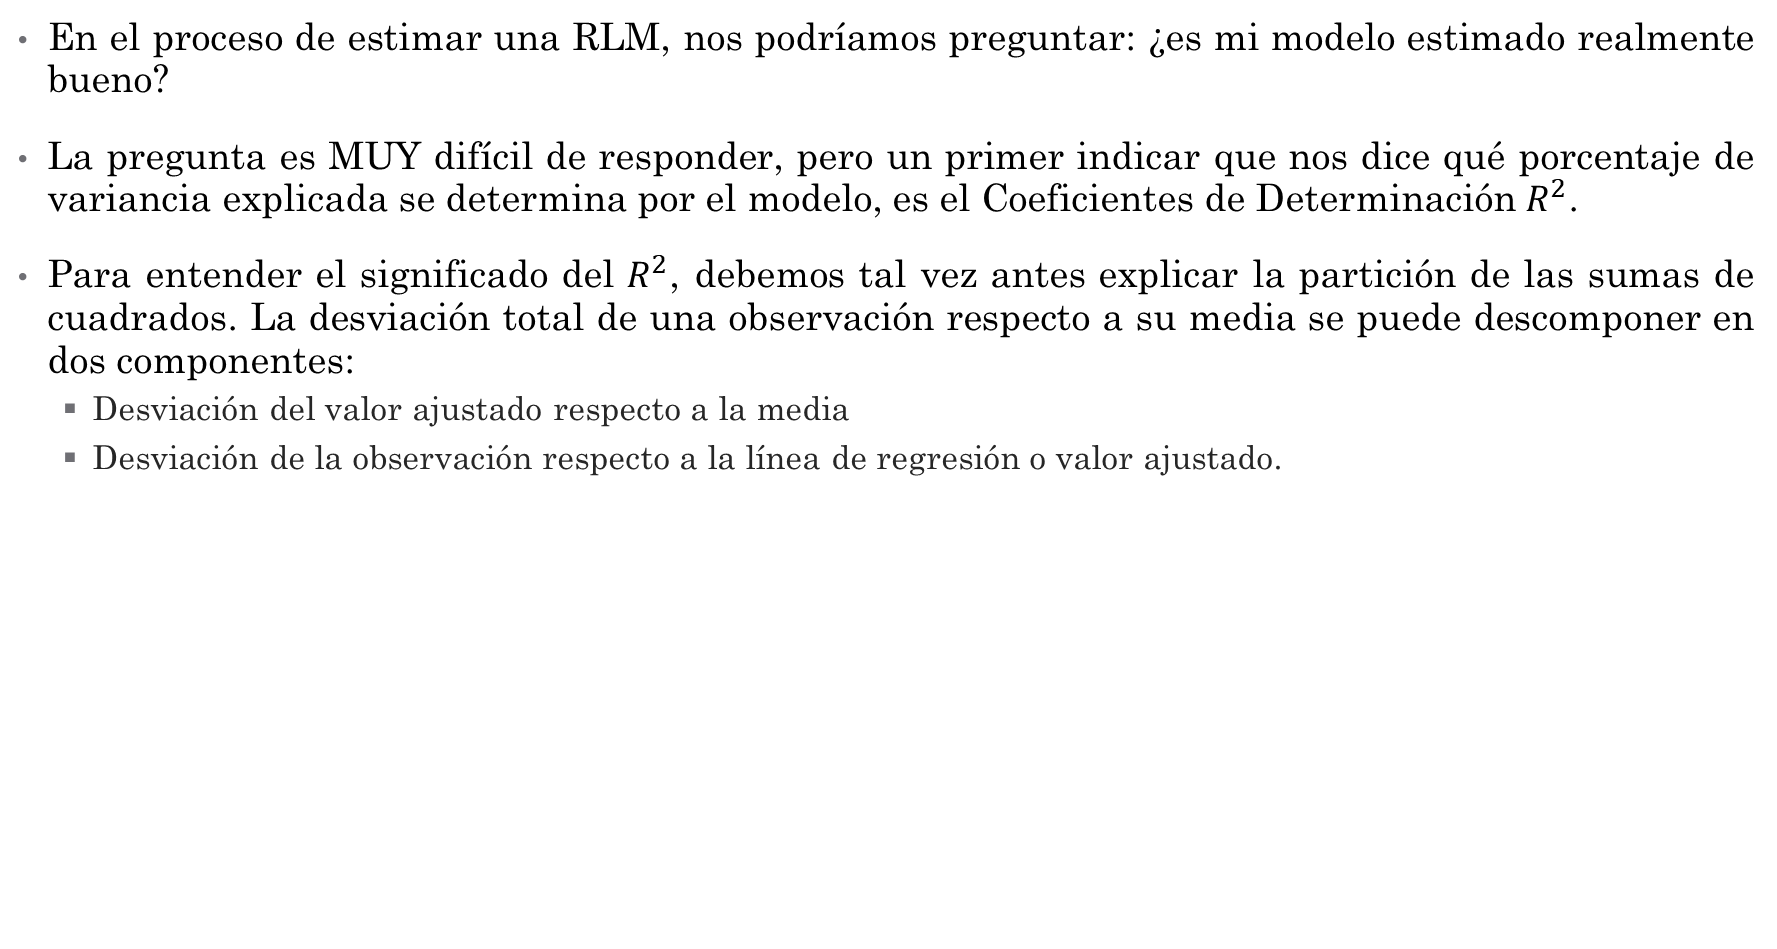 • En el proceso de estimar una RLM, nos podríamos preguntar: ¿es mi modelo estimado realmente
bueno?
• La pregunta es MUY difícil de responder, pero un primer indicar que nos dice qué porcentaje de
variancia explicada se determina por el modelo, es el Coeficientes de Determinación R².
• Para entender el significado del R², debemos tal vez antes explicar la partición de las sumas de
cuadrados. La desviación total de una observación respecto a su media se puede descomponer en
dos componentes:
▪ Desviación del valor ajustado respecto a la media
▪ Desviación de la observación respecto a la línea de regresión o valor ajustado.